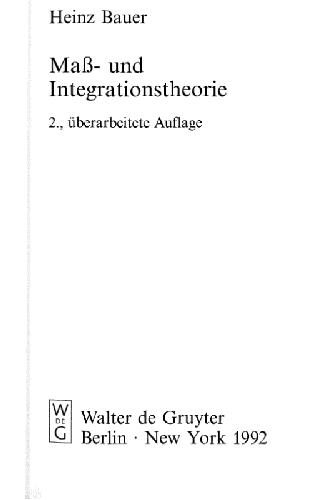 Heinz Bauer
Maß- und
Integrationstheorie
2., überarbeitete Auflage
W
DE
G
Walter de Gruyter
Berlin · New York 1992